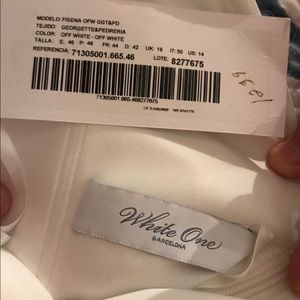 MODELO: FISENA OFW GGT&PD
TEJIDO: GEORGETTE&PEDRERIA
COLOR: OFF WHITE - OFF WHITE
TALLA: E: 46 P: 46 FR: 44 D: 42 UK: 16 IT: 50 US: 14
REFERENCIA: 71305001.665.46 LOTE: 8277675
71305001.665.468277675
White One
BARCELONA